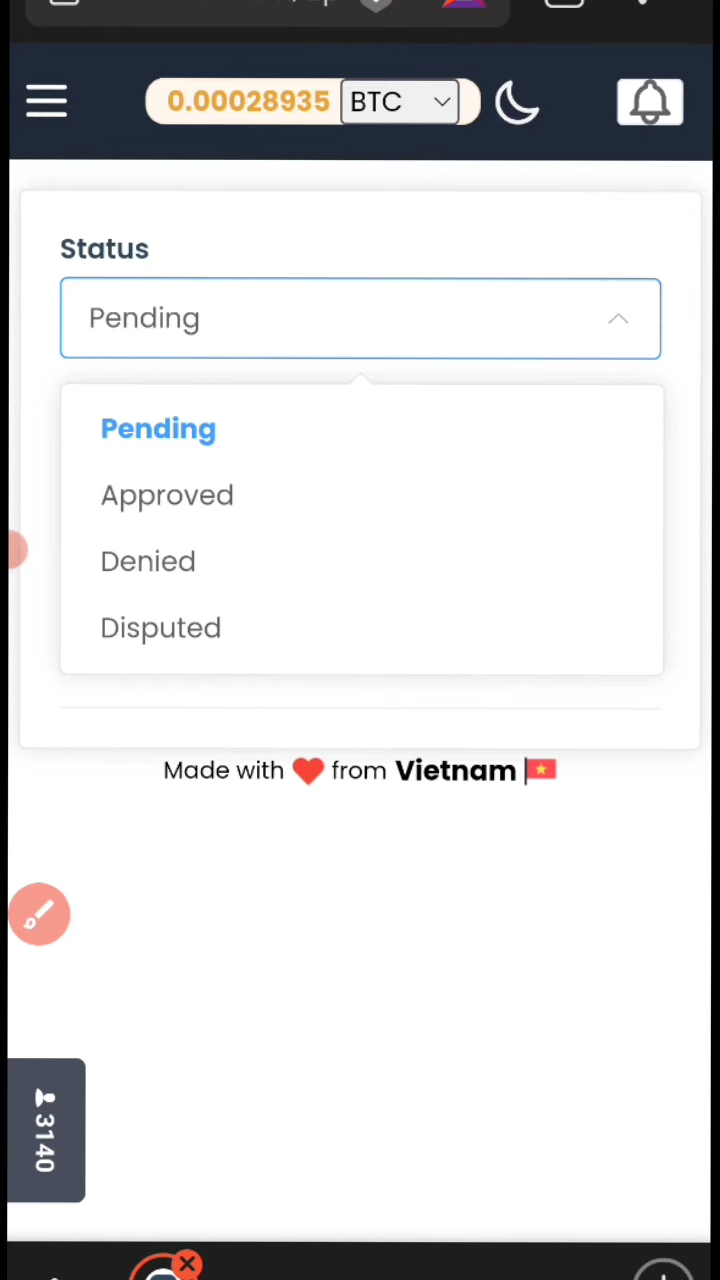 0.00028935 BTC
Status
Pending
Pending
Approved
Denied
Disputed
Made with ❤️ from Vietnam 🇻🇳
3140